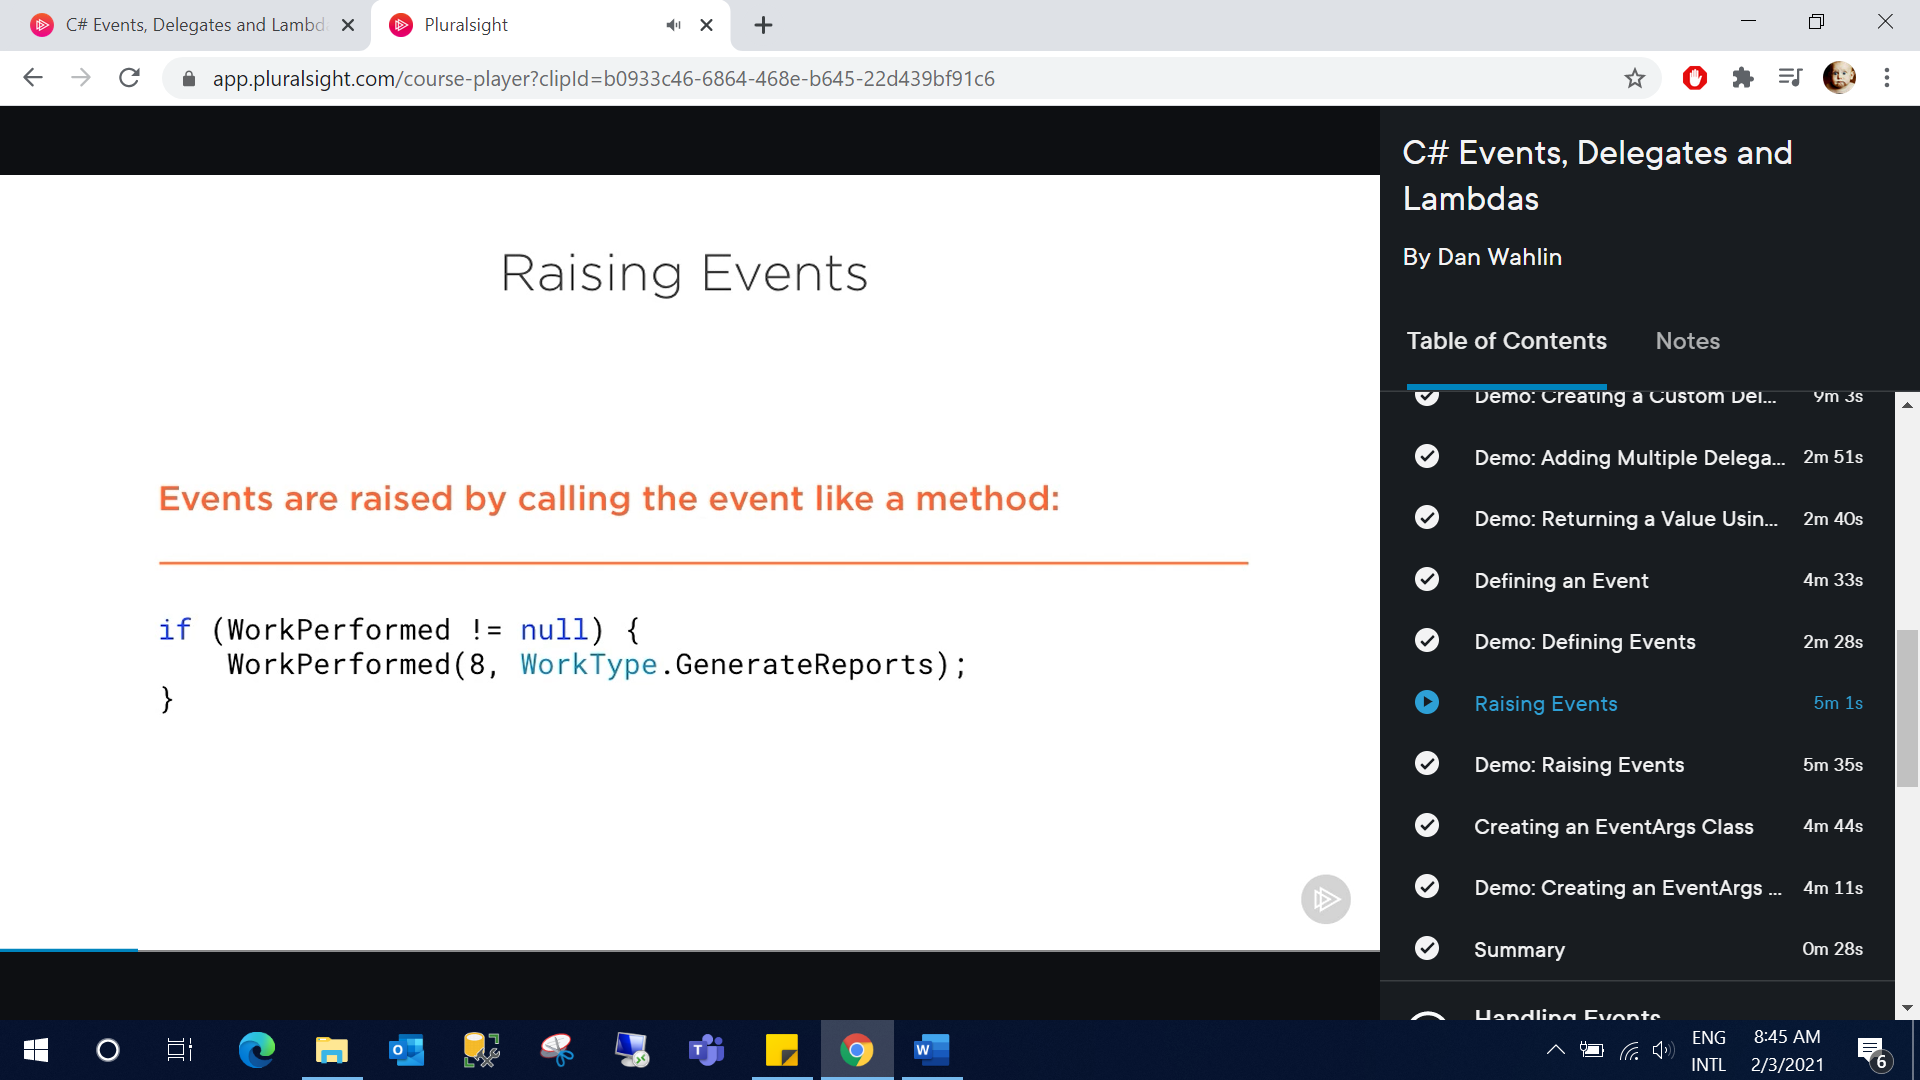 C# Events, Delegates and Lambd
Pluralsight
app.pluralsight.com/course-player?clipId=b0933c46-6864-468e-b645-22d439bf91c6
Raising Events
Events are raised by calling the event like a method:
if (WorkPerformed != null) {
    WorkPerformed(8, WorkType.GenerateReports);
}
C# Events, Delegates and
Lambdas
By Dan Wahlin
Table of Contents Notes
Demo: Creating a Custom Del... 9m 3s
Demo: Adding Multiple Delega... 2m 51s
Demo: Returning a Value Usin... 2m 40s
Defining an Event 4m 33s
Demo: Defining Events 2m 28s
Raising Events 5m 1s
Demo: Raising Events 5m 35s
Creating an EventArgs Class 4m 44s
Demo: Creating an EventArgs ... 4m 11s
Summary 0m 28s
Handling Events
ENG 8:45 AM
INTL 2/3/2021
6